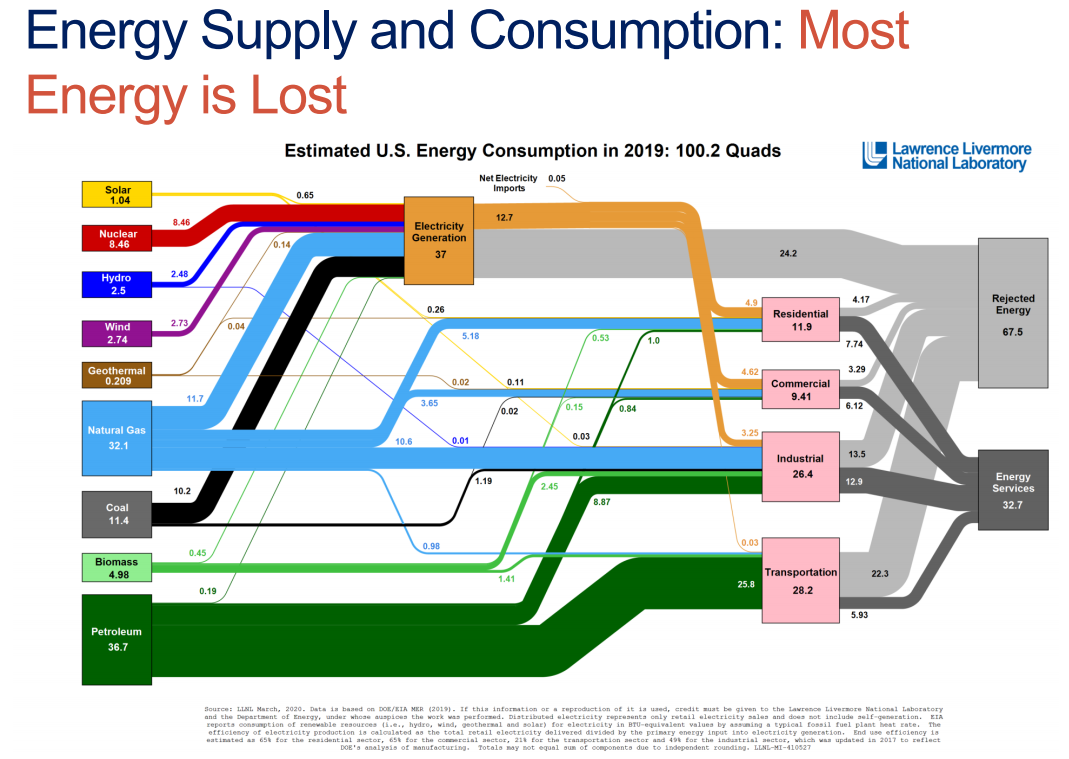 Energy Supply and Consumption: Most
Energy is Lost
Estimated U.S. Energy Consumption in 2019: 100.2 Quads
Lawrence Livermore
National Laboratory
Net Electricity
Imports
0.05
Solar
1.04
0.65
Nuclear
8.46
8.46
Hydro
2.5
2.48
Wind
2.74
2.73
Geothermal
0.209
0.14
0.04
Natural Gas
32.1
11.7
Coal
11.4
10.2
Biomass
4.98
0.45
Petroleum
36.7
0.19
Electricity
Generation
37
12.7
24.2
0.26
5.18
0.53
1.0
0.02
0.11
3.65
0.02
0.15
0.84
10.6
0.01
0.03
1.19
2.45
8.87
0.98
1.41
4.9
Residential
11.9
4.17
7.74
4.62
Commercial
9.41
3.29
6.12
3.25
Industrial
26.4
13.5
12.9
0.03
25.8
Transportation
28.2
22.3
5.93
Rejected
Energy
67.5
Energy
Services
32.7
Source: LLNL March, 2020. Data is based on DOE/EIA MER (2019). If this information or a reproduction of it is used, credit must be given to the Lawrence Livermore National Laboratory
and the Department of Energy, under whose auspices the work was performed. Distributed electricity represents only retail electricity sales and does not include self-generation. EIA
reports consumption of renewable resources (i.e., hydro, wind, geothermal and solar) for electricity in BTU-equivalent values by assuming a typical fossil fuel plant heat rate. The
efficiency of electricity production is calculated as the total retail electricity delivered divided by the primary energy input into electricity generation. End use efficiency is
estimated as 65% for the residential sector, 65% for the commercial sector, 21% for the transportation sector and 49% for the industrial sector, which was updated in 2017 to reflect
DOE's analysis of manufacturing. Totals may not equal sum of components due to independent rounding. LLNL-MI-410527